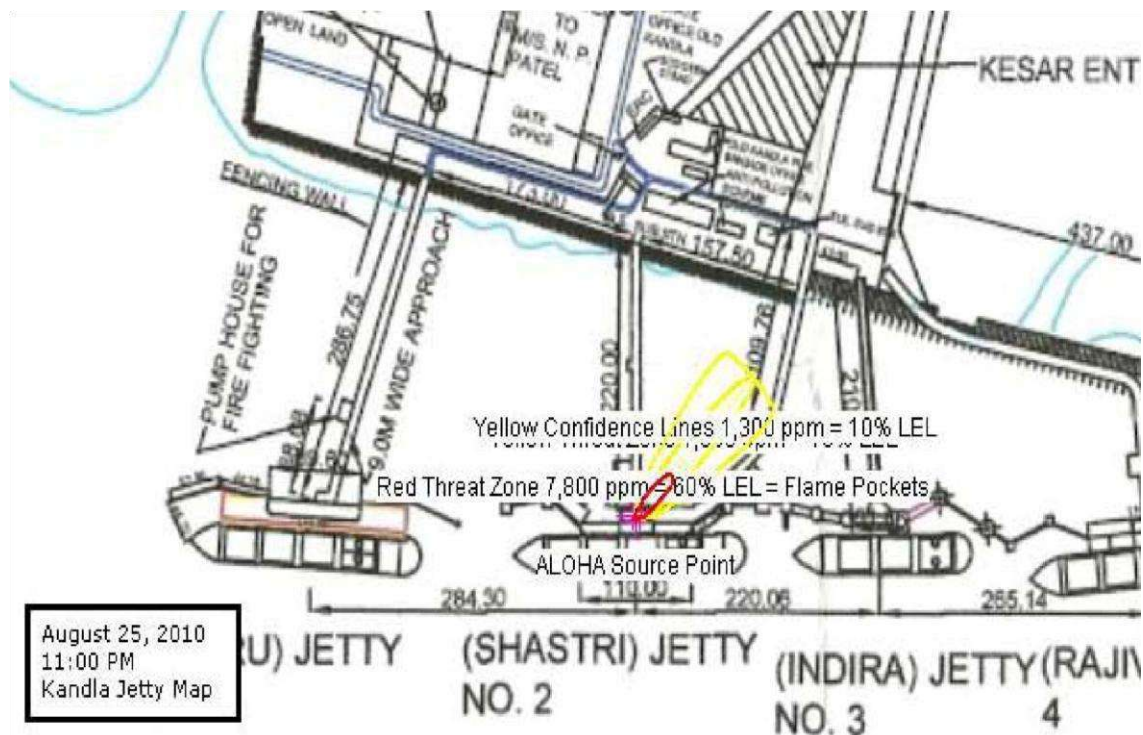 OPEN LAND
TO
M/S. N. P.
PATEL
OFFICE OLD
KANDLA
KESAR ENT
GATE
OFFICE
FENCING WALL
PUMP HOUSE FOR
FIRE FIGHTING
286.75
9.0M WIDE APPROACH
157.50
437.00
220.00
Yellow Confidence Lines 1,300 ppm = 10% LEL
Red Threat Zone 7,800 ppm = 60% LEL = Flame Pockets
ALOHA Source Point
110.00
284.30
220.06
265.14
RU) JETTY
(SHASTRI) JETTY
NO. 2
(INDIRA) JETTY
NO. 3
(RAJIV
4
August 25, 2010
11:00 PM
Kandla Jetty Map